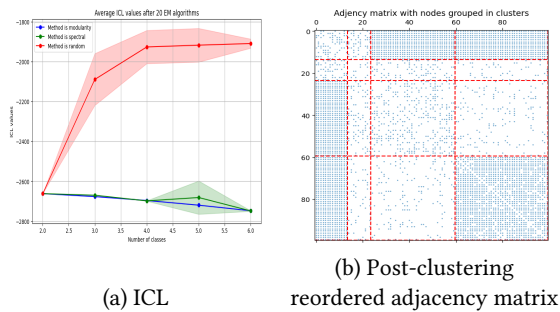 Average ICL values after 20 EM algorithms
Method is modularity
Method is spectral
Method is random
ICL values
−1800
−2000
−2200
−2400
−2600
−2800
2.0 2.5 3.0 3.5 4.0 4.5 5.0 5.5 6.0
Number of classes
(a) ICL
Adjency matrix with nodes grouped in clusters
0 20 40 60 80
0
20
40
60
80
(b) Post-clustering
reordered adjacency matrix